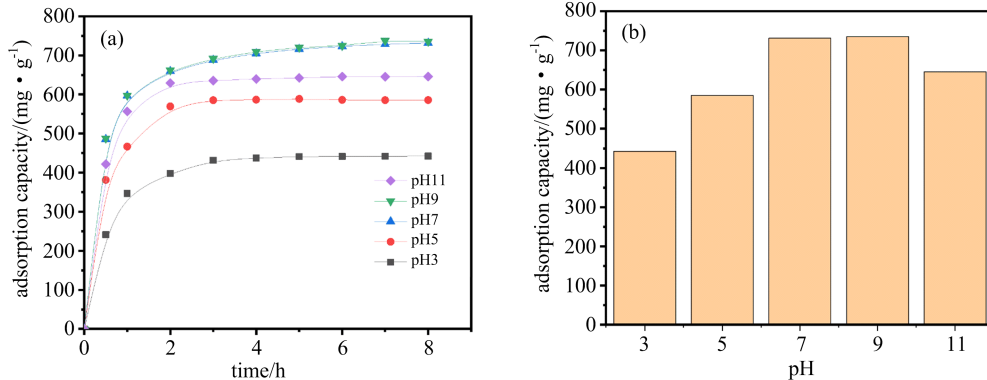 (a)
adsorption capacity/(mg • g⁻¹)
800
700
600
500
400
300
200
100
0
0
2
4
6
8
time/h
pH11
pH9
pH7
pH5
pH3
(b)
adsorption capacity/(mg • g⁻¹)
800
700
600
500
400
300
200
100
0
3
5
7
9
11
pH